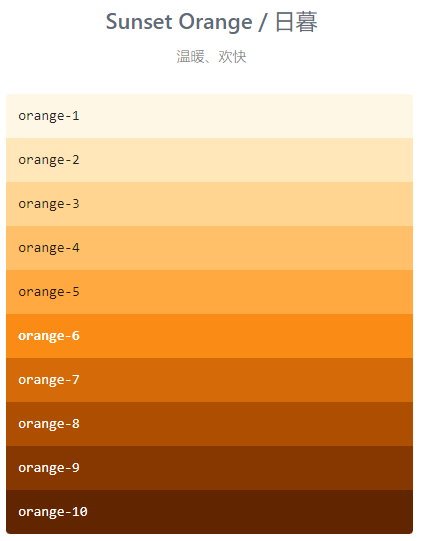 Sunset Orange / 日暮
温暖、欢快
orange-1
orange-2
orange-3
orange-4
orange-5
orange-6
orange-7
orange-8
orange-9
orange-10